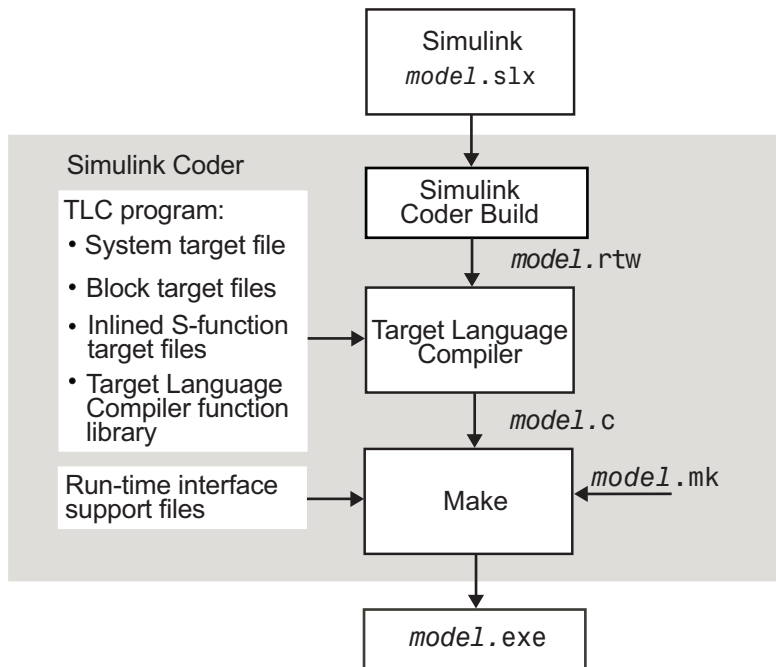 Simulink
model.slx
Simulink Coder
Simulink
Coder Build
TLC program:
• System target file
• Block target files
• Inlined S-function
target files
• Target Language
Compiler function
library
model.rtw
Target Language
Compiler
model.c
Run-time interface
support files
Make
model.mk
model.exe